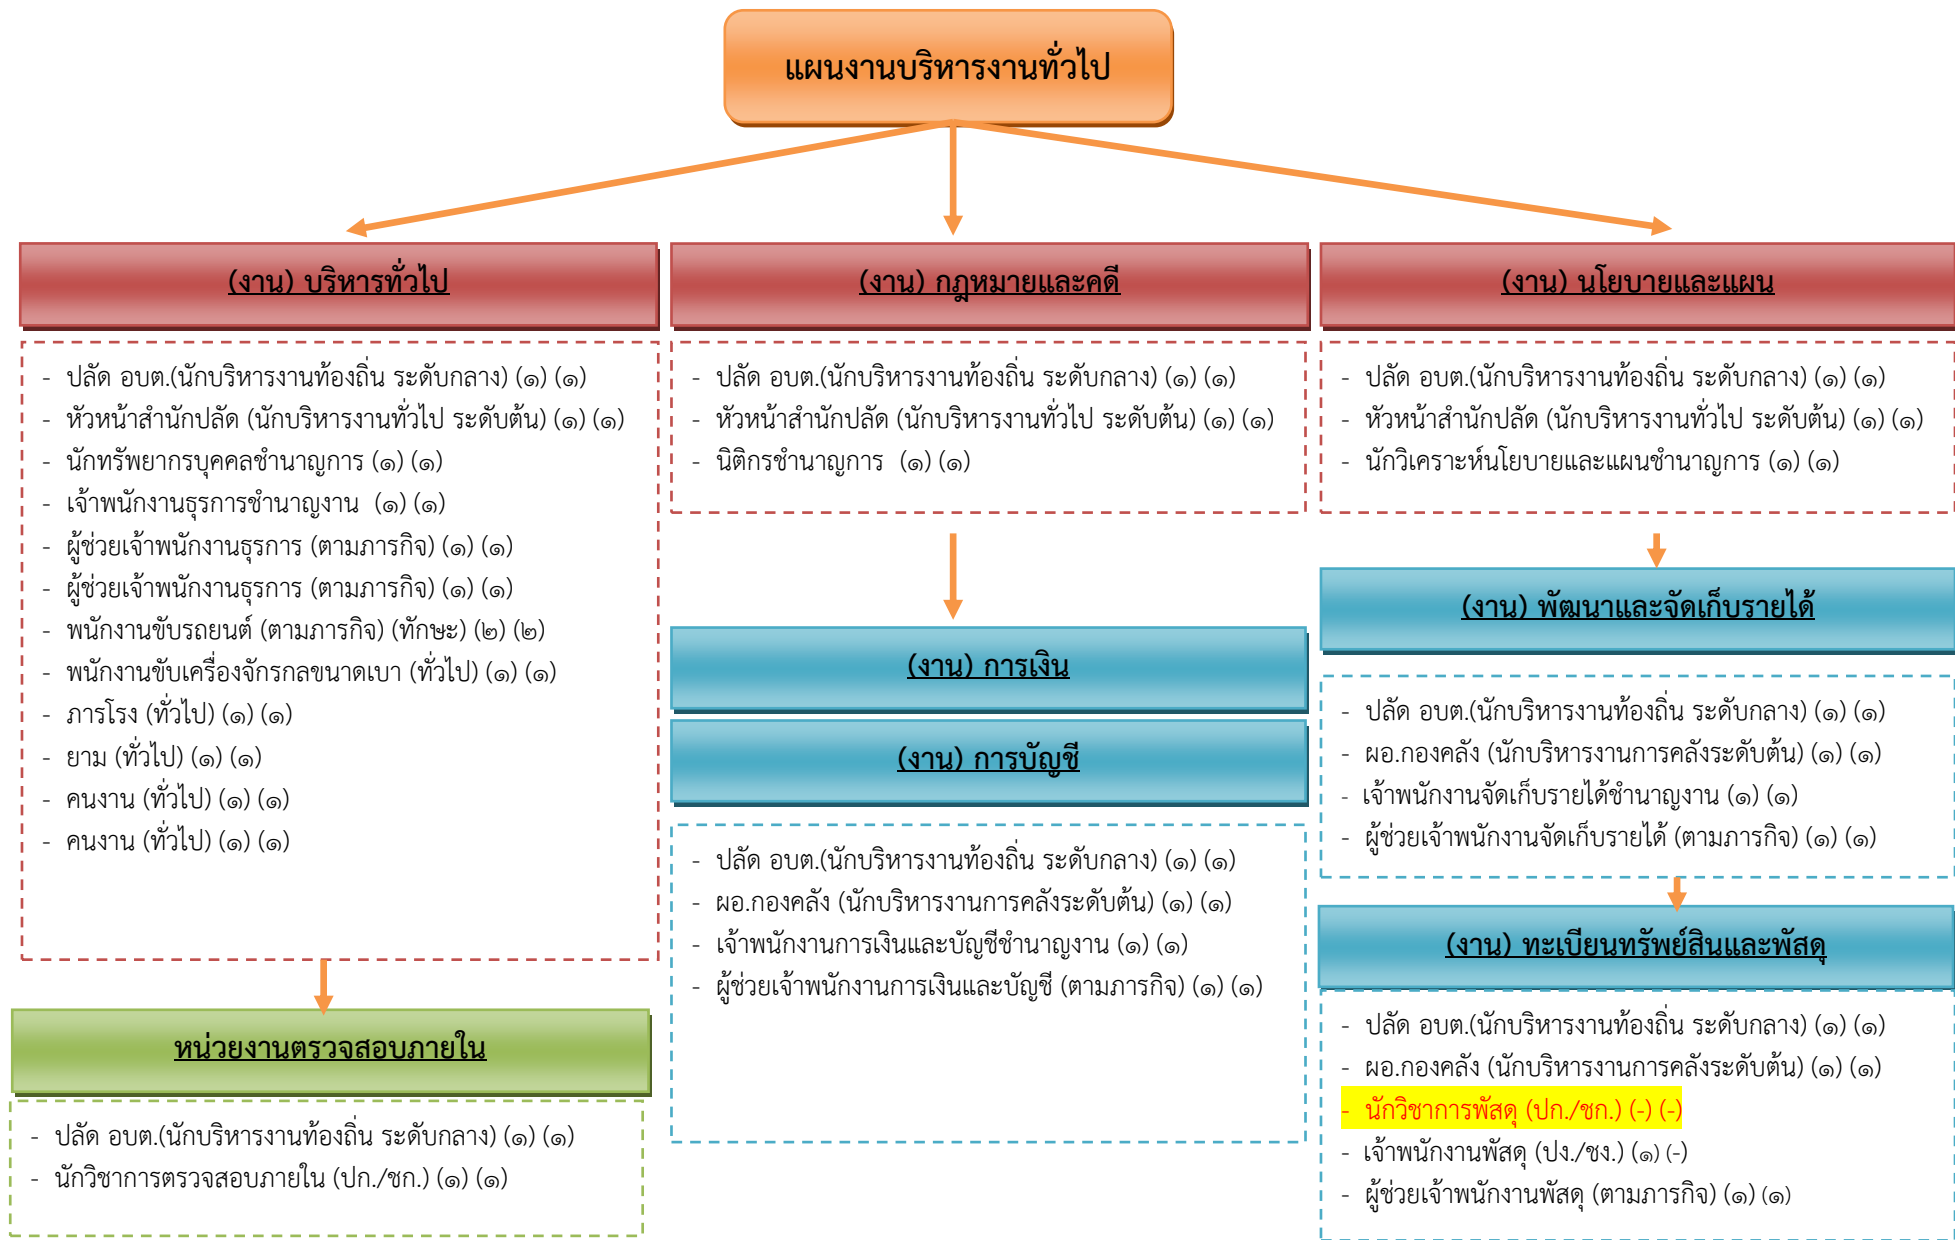 แผนงานบริหารงานทั่วไป
(งาน) บริหารทั่วไป
- ปลัด อบต.(นักบริหารงานท้องถิ่น ระดับกลาง) (๑) (๑)
- หัวหน้าสำนักปลัด (นักบริหารงานทั่วไป ระดับต้น) (๑) (๑)
- นักทรัพยากรบุคคลชำนาญการ (๑) (๑)
- เจ้าพนักงานธุรการชำนาญงาน (๑) (๑)
- ผู้ช่วยเจ้าพนักงานธุรการ (ตามภารกิจ) (๑) (๑)
- ผู้ช่วยเจ้าพนักงานธุรการ (ตามภารกิจ) (๑) (๑)
- พนักงานขับรถยนต์ (ตามภารกิจ) (ทักษะ) (๒) (๒)
- พนักงานขับเครื่องจักรกลขนาดเบา (ทั่วไป) (๑) (๑)
- ภารโรง (ทั่วไป) (๑) (๑)
- ยาม (ทั่วไป) (๑) (๑)
- คนงาน (ทั่วไป) (๑) (๑)
- คนงาน (ทั่วไป) (๑) (๑)
หน่วยงานตรวจสอบภายใน
- ปลัด อบต.(นักบริหารงานท้องถิ่น ระดับกลาง) (๑) (๑)
- นักวิชาการตรวจสอบภายใน (ปก./ชก.) (๑) (๑)
(งาน) กฎหมายและคดี
- ปลัด อบต.(นักบริหารงานท้องถิ่น ระดับกลาง) (๑) (๑)
- หัวหน้าสำนักปลัด (นักบริหารงานทั่วไป ระดับต้น) (๑) (๑)
- นิติกรชำนาญการ (๑) (๑)
(งาน) การเงิน
(งาน) การบัญชี
- ปลัด อบต.(นักบริหารงานท้องถิ่น ระดับกลาง) (๑) (๑)
- ผอ.กองคลัง (นักบริหารงานการคลังระดับต้น) (๑) (๑)
- เจ้าพนักงานการเงินและบัญชีชำนาญงาน (๑) (๑)
- ผู้ช่วยเจ้าพนักงานการเงินและบัญชี (ตามภารกิจ) (๑) (๑)
(งาน) นโยบายและแผน
- ปลัด อบต.(นักบริหารงานท้องถิ่น ระดับกลาง) (๑) (๑)
- หัวหน้าสำนักปลัด (นักบริหารงานทั่วไป ระดับต้น) (๑) (๑)
- นักวิเคราะห์นโยบายและแผนชำนาญการ (๑) (๑)
(งาน) พัฒนาและจัดเก็บรายได้
- ปลัด อบต.(นักบริหารงานท้องถิ่น ระดับกลาง) (๑) (๑)
- ผอ.กองคลัง (นักบริหารงานการคลังระดับต้น) (๑) (๑)
- เจ้าพนักงานจัดเก็บรายได้ชำนาญงาน (๑) (๑)
- ผู้ช่วยเจ้าพนักงานจัดเก็บรายได้ (ตามภารกิจ) (๑) (๑)
(งาน) ทะเบียนทรัพย์สินและพัสดุ
- ปลัด อบต.(นักบริหารงานท้องถิ่น ระดับกลาง) (๑) (๑)
- ผอ.กองคลัง (นักบริหารงานการคลังระดับต้น) (๑) (๑)
- นักวิชาการพัสดุ (ปก./ชก.) (-) (-)
- เจ้าพนักงานพัสดุ (ปง./ชง.) (๑) (-)
- ผู้ช่วยเจ้าพนักงานพัสดุ (ตามภารกิจ) (๑) (๑)